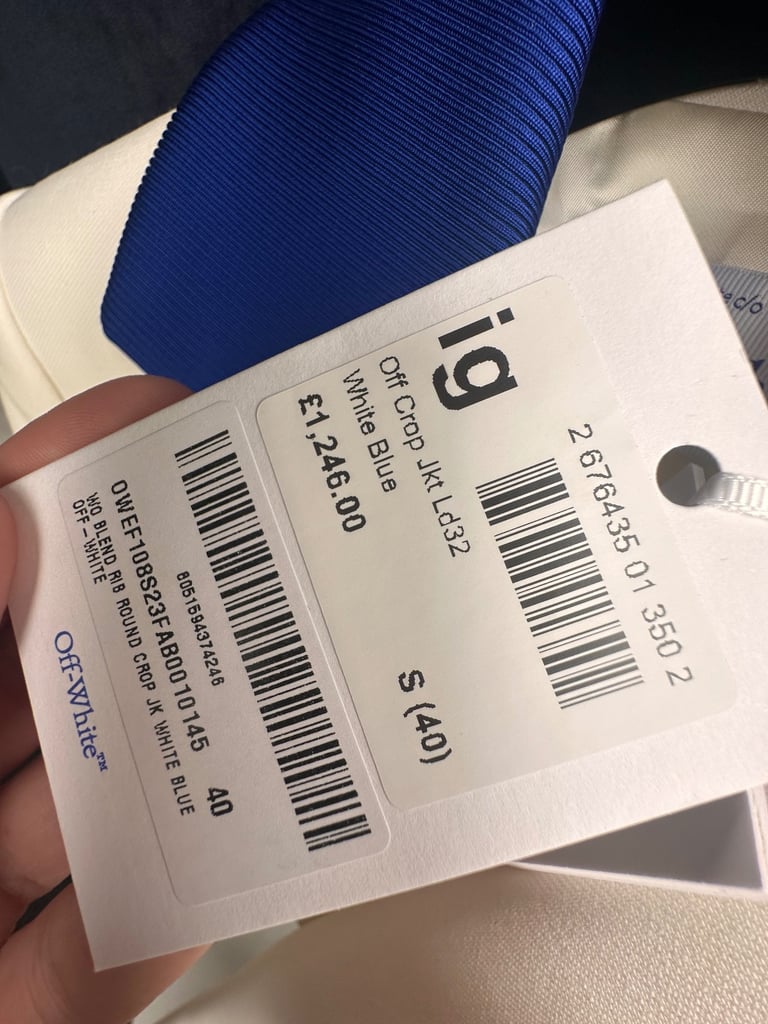 ig
Off Crop Jkt Ld32
White Blue
£1,246.00
S (40)
2 676435 01 350 2
8051594374246
OWEF108S23FAB0010145 40
WO BLEND RIB ROUND CROP JK WHITE BLUE
OFF-WHITE
Off-White™
c/o